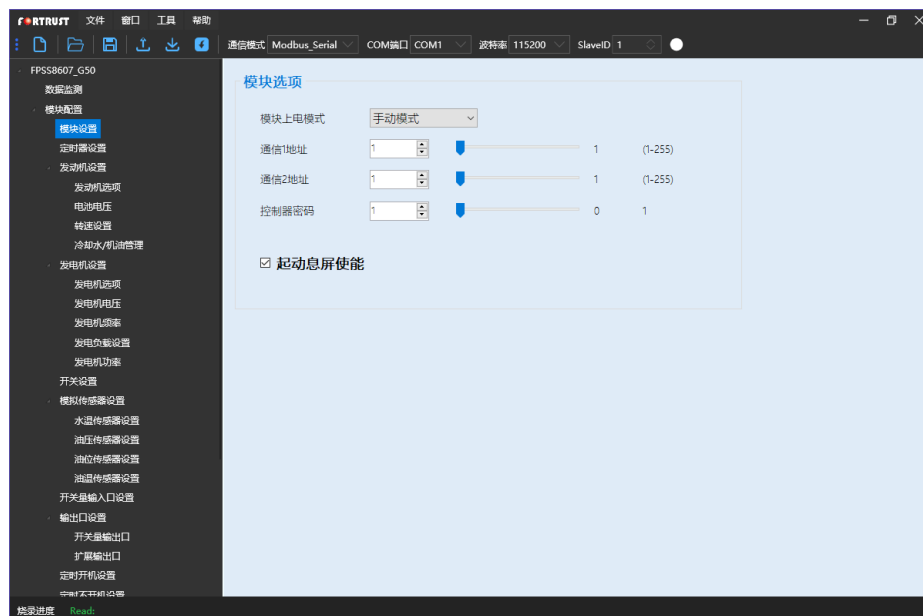 FORTRUST 文件 窗口 工具 帮助
通信模式 Modbus_Serial COM端口 COM1 波特率 115200 SlaveID 1
FPSS8607_G50
数据监测
模块配置
模块设置
定时器设置
发动机设置
发动机选项
电池电压
转速设置
冷却水/机油管理
发电机设置
发电机选项
发电机电压
发电机频率
发电负载设置
发电机功率
开关设置
模拟传感器设置
水温传感器设置
油压传感器设置
油位传感器设置
油温传感器设置
开关量输入口设置
输出口设置
开关量输出口
扩展输出口
定时开机设置
定时不开机设置
模块选项
模块上电模式 手动模式
通信1地址 1 1 (1-255)
通信2地址 1 1 (1-255)
控制器密码 1 0 1
起动息屏使能
烧录进度 Read: